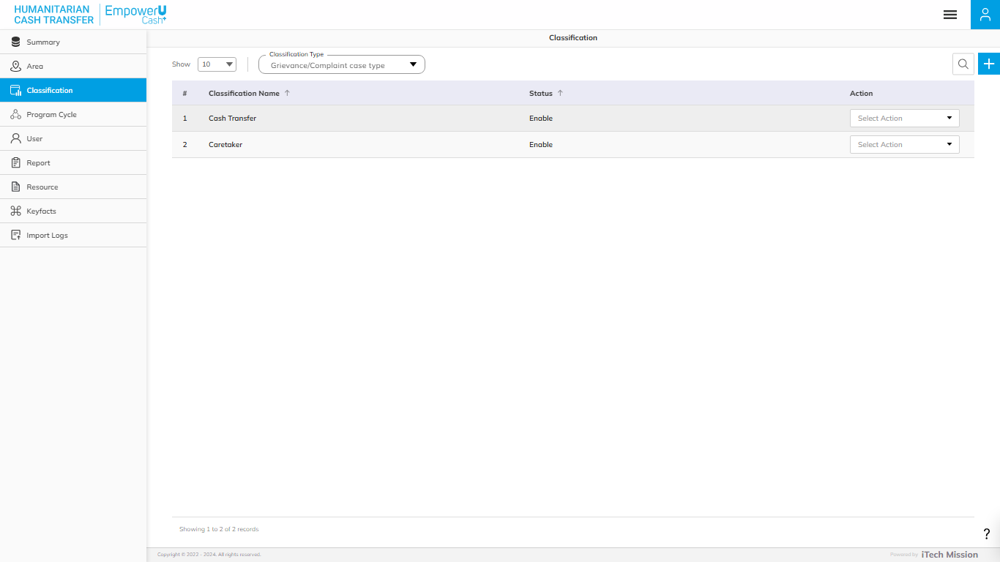 HUMANITARIAN
CASH TRANSFER
EmpowerU
Cash+
Summary
Area
Classification
Program Cycle
User
Report
Resource
Keyfacts
Import Logs
Classification
Show 10
Classification Type
Grievance/Complaint case type
# Classification Name Status Action
1 Cash Transfer Enable Select Action
2 Caretaker Enable Select Action
Showing 1 to 2 of 2 records
?
Copyright © 2022 - 2024. All rights reserved. Powered by iTech Mission